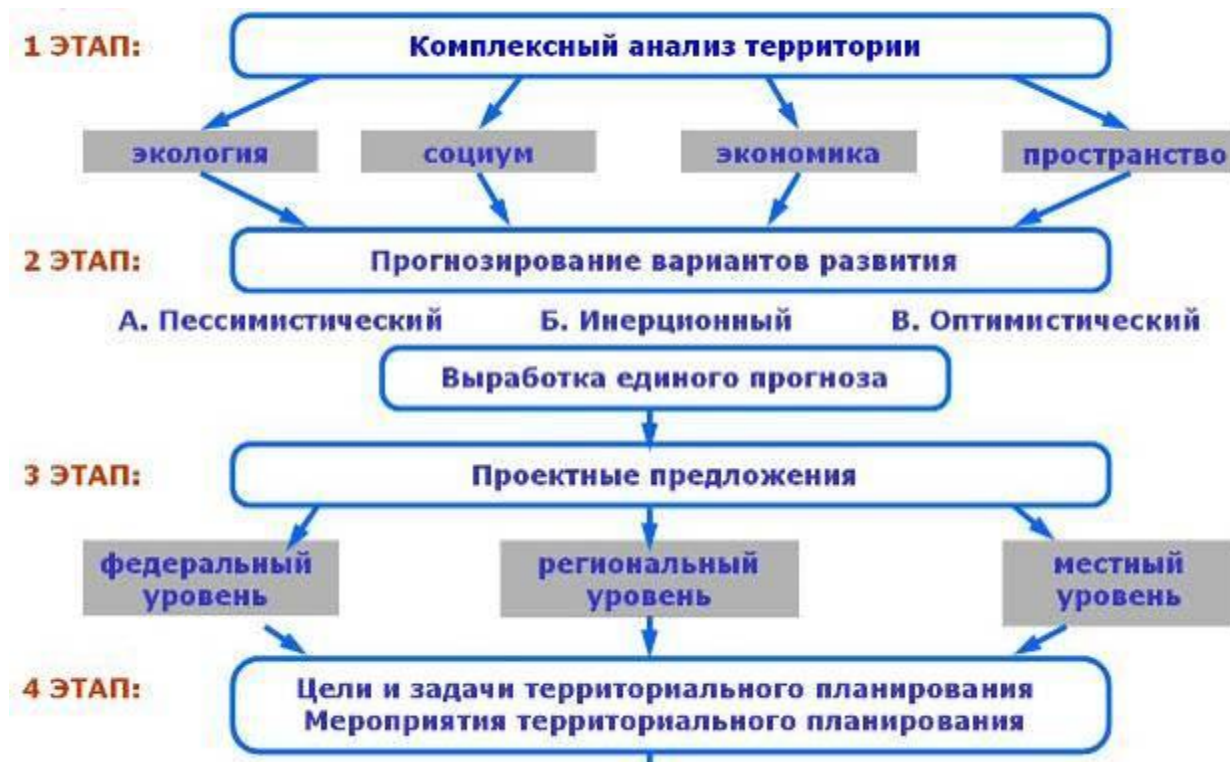 1 ЭТАП:
Комплексный анализ территории
экология
социум
экономика
пространство
2 ЭТАП:
Прогнозирование вариантов развития
А. Пессимистический
Б. Инерционный
В. Оптимистический
Выработка единого прогноза
3 ЭТАП:
Проектные предложения
федеральный
уровень
региональный
уровень
местный
уровень
4 ЭТАП:
Цели и задачи территориального планирования
Мероприятия территориального планирования